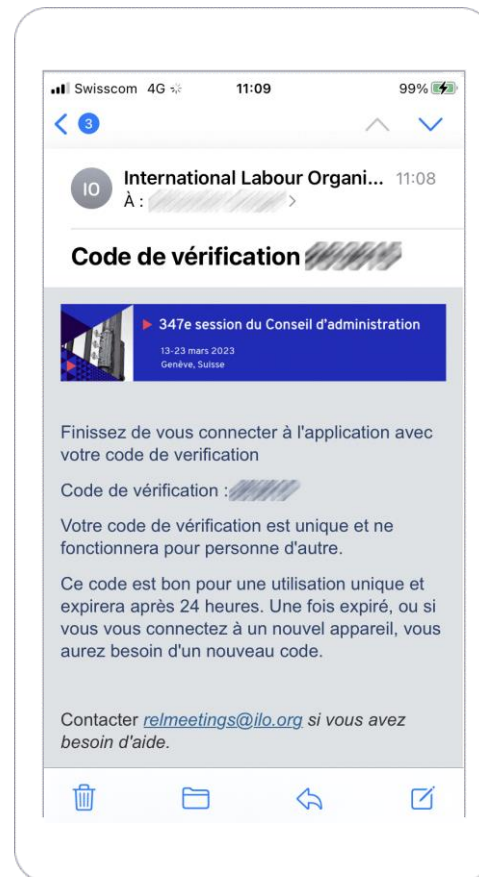 Swisscom 4G 11:09 99%
3
IO
International Labour Organi... 11:08
À :
Code de vérification
347e session du Conseil d'administration
13-23 mars 2023
Genève, Suisse
Finissez de vous connecter à l'application avec
votre code de verification
Code de vérification :
Votre code de vérification est unique et ne
fonctionnera pour personne d'autre.
Ce code est bon pour une utilisation unique et
expirera après 24 heures. Une fois expiré, ou si
vous vous connectez à un nouvel appareil, vous
aurez besoin d'un nouveau code.
Contacter relmeetings@ilo.org si vous avez
besoin d'aide.